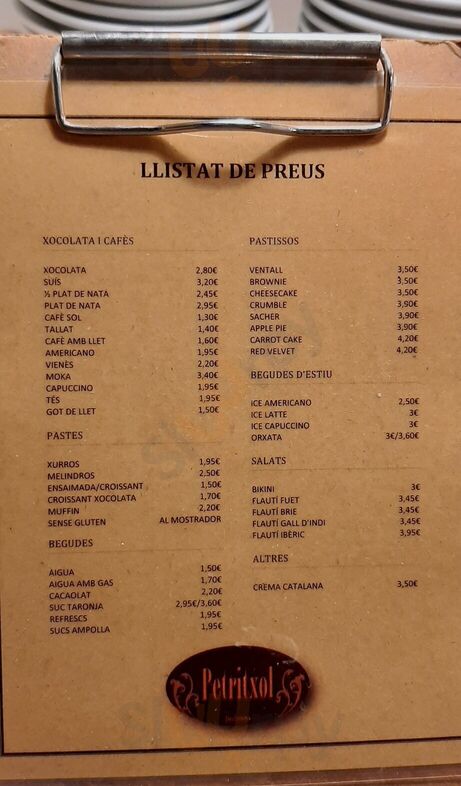 LLISTAT DE PREUS
XOCOLATA I CAFÈS
XOCOLATA 2,80€
SUÍS 3,20€
½ PLAT DE NATA 2,45€
PLAT DE NATA 2,95€
CAFÈ SOL 1,30€
TALLAT 1,40€
CAFÈ AMB LLET 1,60€
AMERICANO 1,95€
VIENÈS 2,20€
MOKA 3,40€
CAPUCCINO 1,95€
TÉS 1,95€
GOT DE LLET 1,50€
PASTES
XURROS 1,95€
MELINDROS 2,50€
ENSAIMADA/CROISSANT 1,50€
CROISSANT XOCOLATA 1,70€
MUFFIN 2,20€
SENSE GLUTEN AL MOSTRADOR
BEGUDES
AIGUA 1,50€
AIGUA AMB GAS 1,70€
CACAOLAT 2,20€
SUC TARONJA 2,95€/3,60€
REFRESCS 1,95€
SUCS AMPOLLA 1,95€
PASTISSOS
VENTALL 3,50€
BROWNIE 3,50€
CHEESECAKE 3,50€
CRUMBLE 3,90€
SACHER 3,90€
APPLE PIE 3,90€
CARROT CAKE 4,20€
RED VELVET 4,20€
BEGUDES D'ESTIU
ICE AMERICANO 2,50€
ICE LATTE 3€
ICE CAPUCCINO 3€
ORXATA 3€/3,60€
SALATS
BIKINI 3€
FLAUTÍ FUET 3,45€
FLAUTÍ BRIE 3,45€
FLAUTÍ GALL D'INDI 3,45€
FLAUTÍ IBÈRIC 3,95€
ALTRES
CREMA CATALANA 3,50€
Petritxol